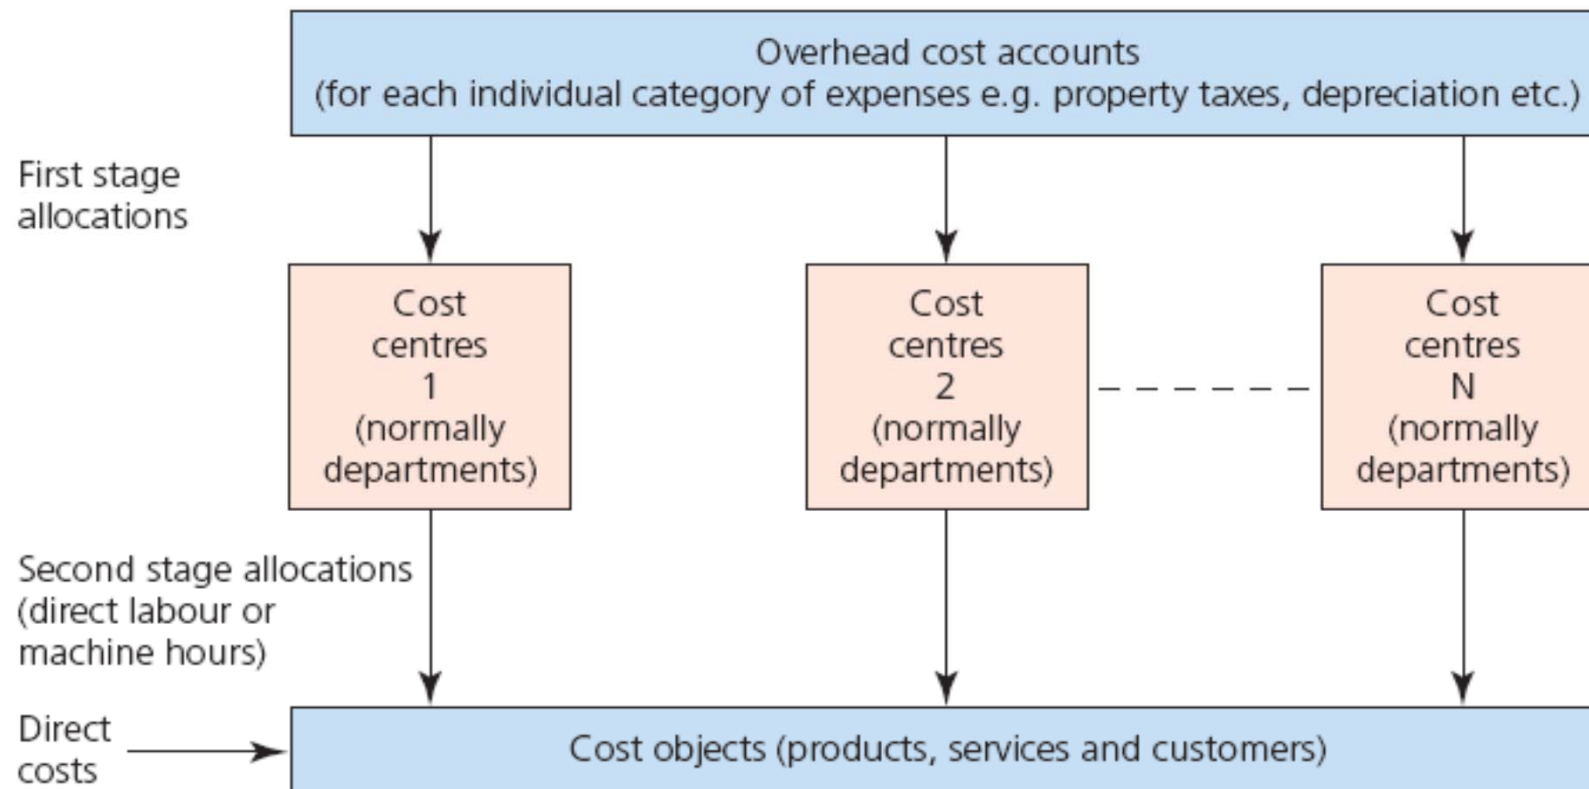 Overhead cost accounts
(for each individual category of expenses e.g. property taxes, depreciation etc.)
First stage
allocations
Cost
centres
1
(normally
departments)
Cost
centres
2
(normally
departments)
Cost
centres
N
(normally
departments)
Second stage allocations
(direct labour or
machine hours)
Direct
costs
Cost objects (products, services and customers)